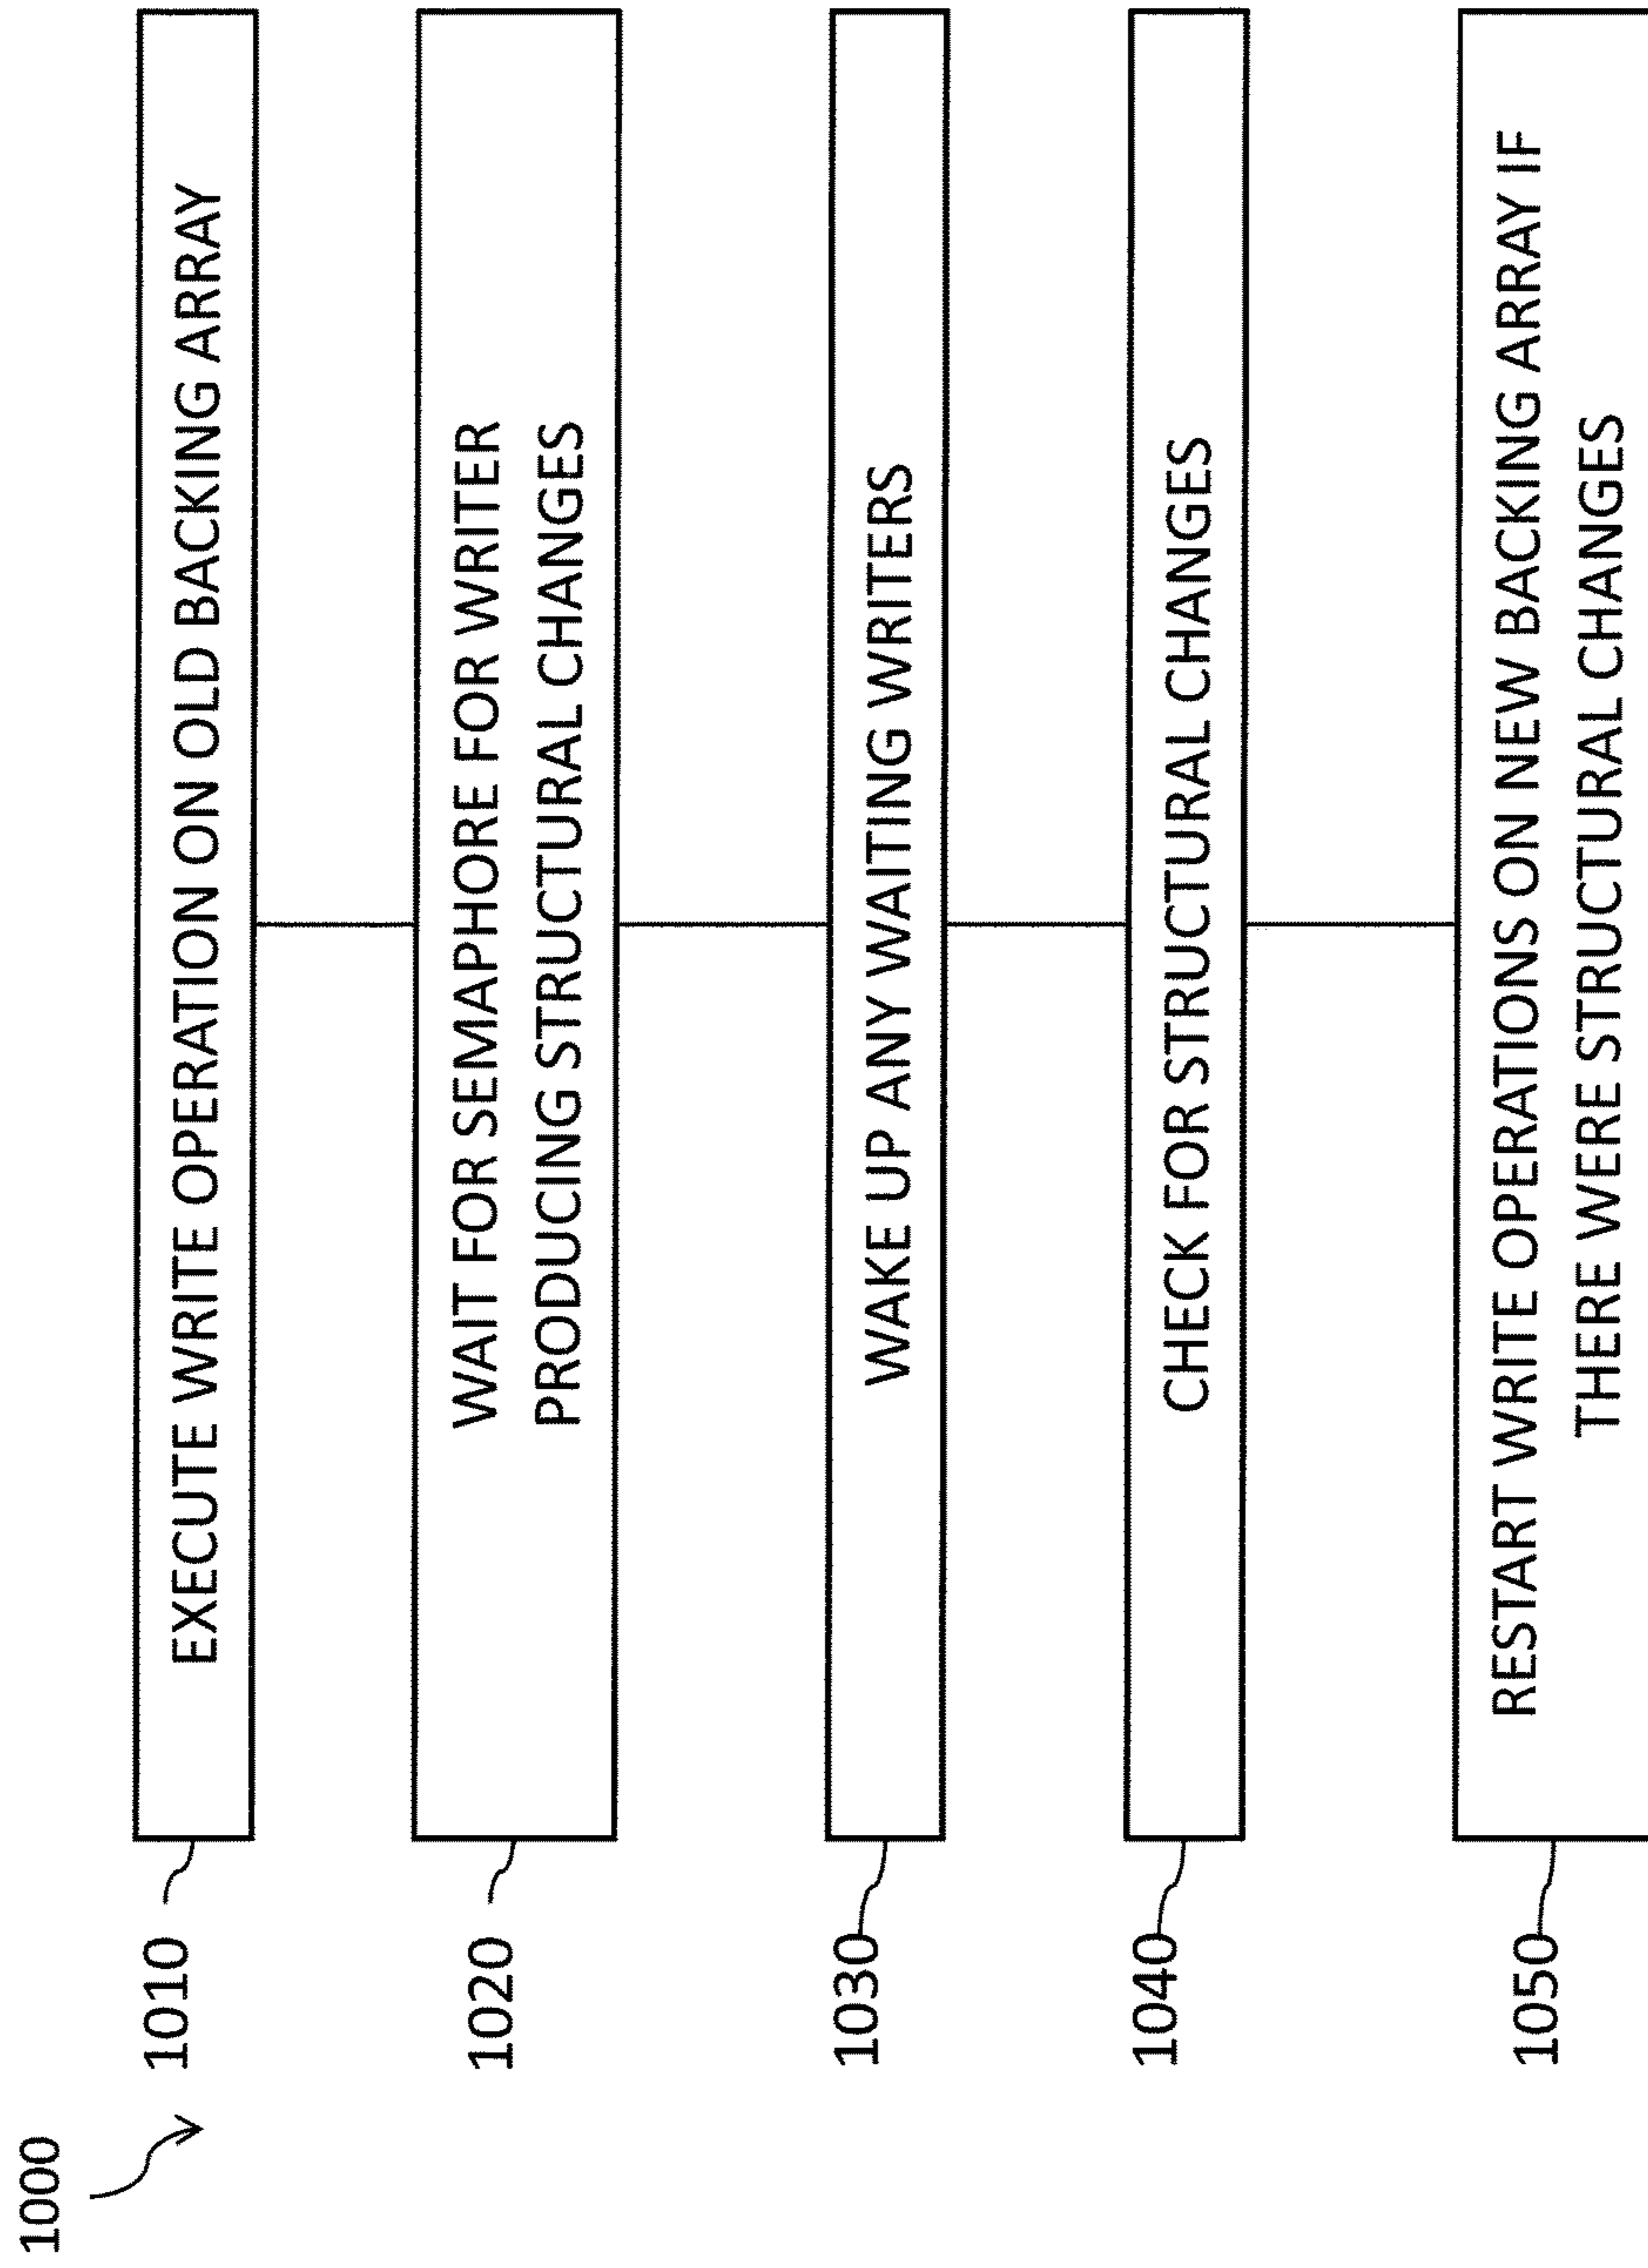 1000
1010
EXECUTE WRITE OPERATION ON OLD BACKING ARRAY
1020
WAIT FOR SEMAPHORE FOR WRITER
PRODUCING STRUCTURAL CHANGES
1030
WAKE UP ANY WAITING WRITERS
1040
CHECK FOR STRUCTURAL CHANGES
1050
RESTART WRITE OPERATIONS ON NEW BACKING ARRAY IF
THERE WERE STRUCTURAL CHANGES